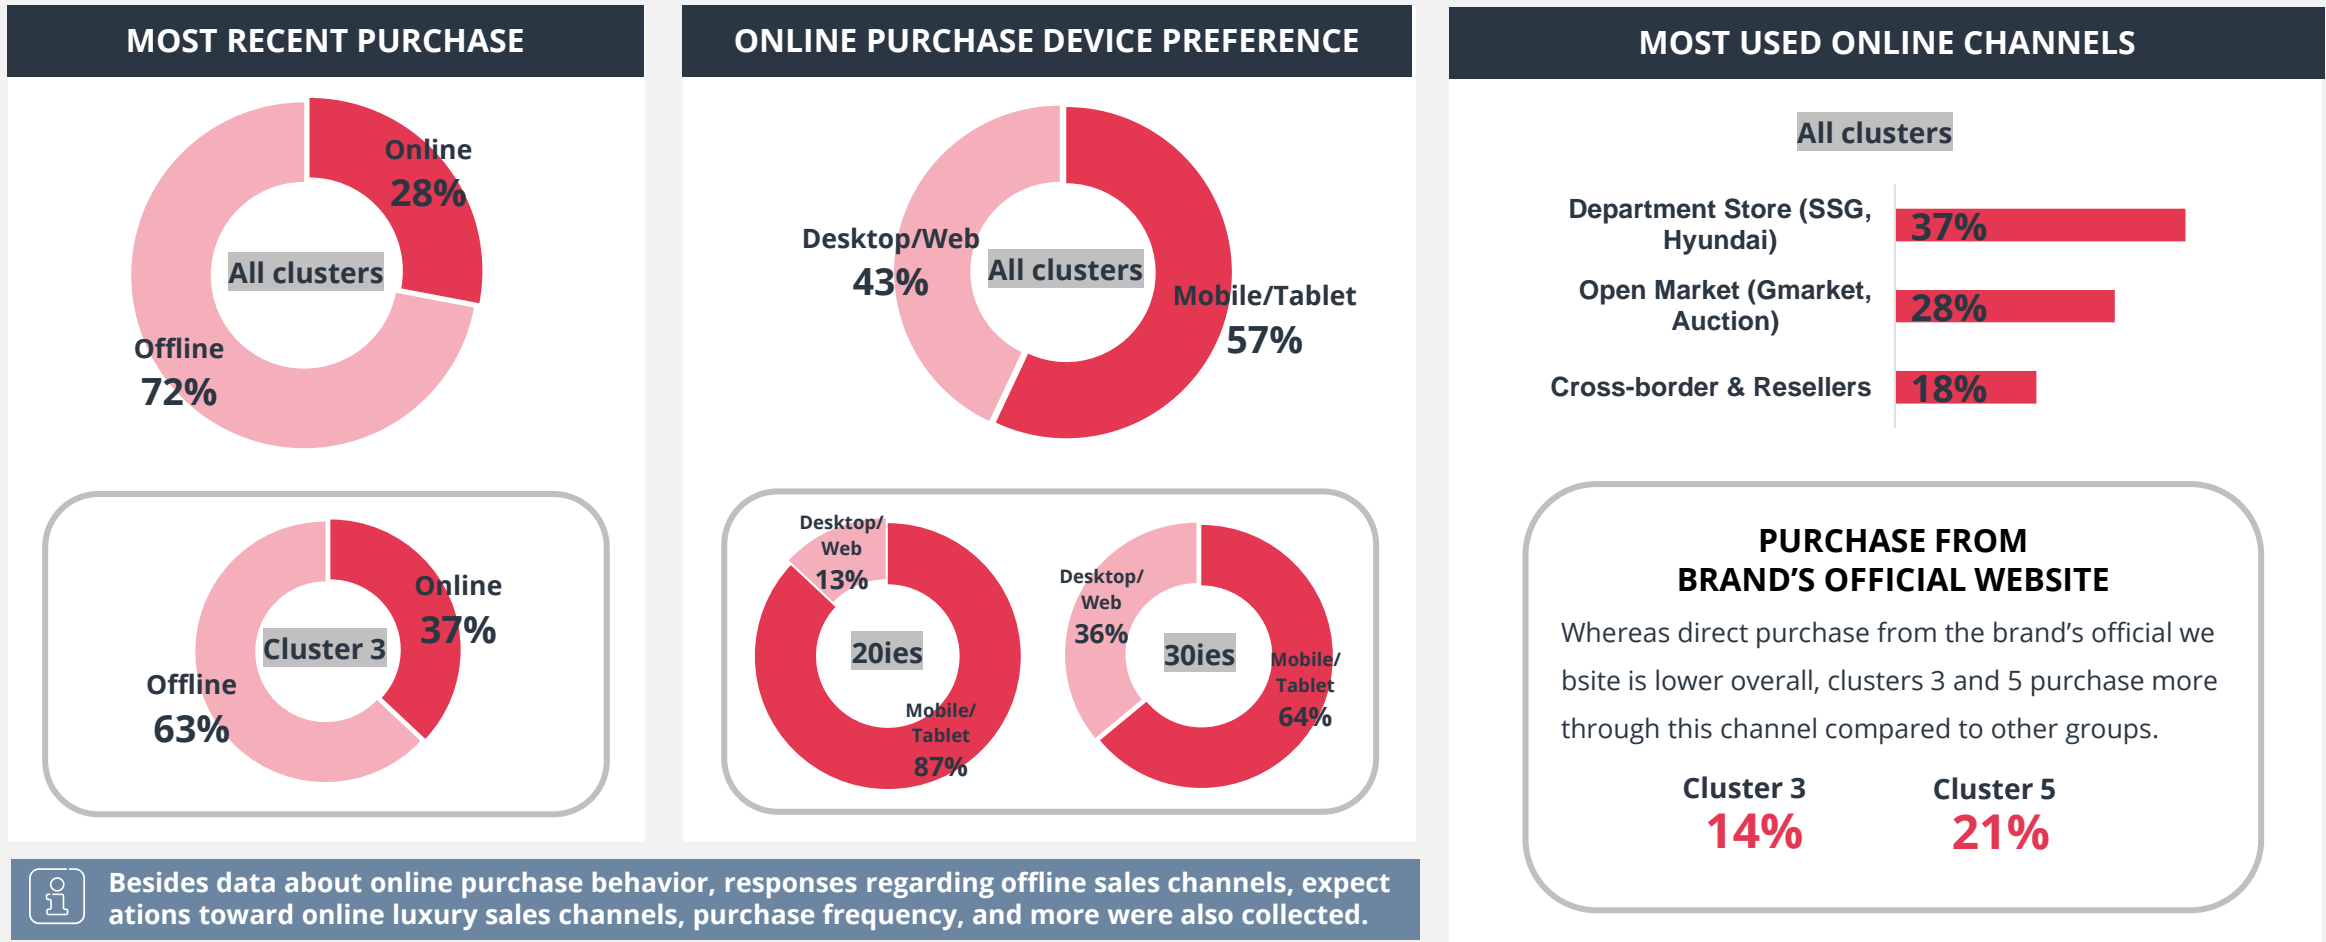 MOST RECENT PURCHASE
Online
28%
All clusters
Offline
72%
Online
37%
Cluster 3
Offline
63%
ONLINE PURCHASE DEVICE PREFERENCE
Desktop/Web
43%
All clusters
Mobile/Tablet
57%
Desktop/
Web
13%
20ies
Mobile/
Tablet
87%
Desktop/
Web
36%
30ies
Mobile/
Tablet
64%
MOST USED ONLINE CHANNELS
All clusters
Department Store (SSG,
Hyundai)
37%
Open Market (Gmarket,
Auction)
28%
Cross-border & Resellers
18%
PURCHASE FROM
BRAND’S OFFICIAL WEBSITE
Whereas direct purchase from the brand’s official we
bsite is lower overall, clusters 3 and 5 purchase more
through this channel compared to other groups.
Cluster 3
14%
Cluster 5
21%
Besides data about online purchase behavior, responses regarding offline sales channels, expect
ations toward online luxury sales channels, purchase frequency, and more were also collected.